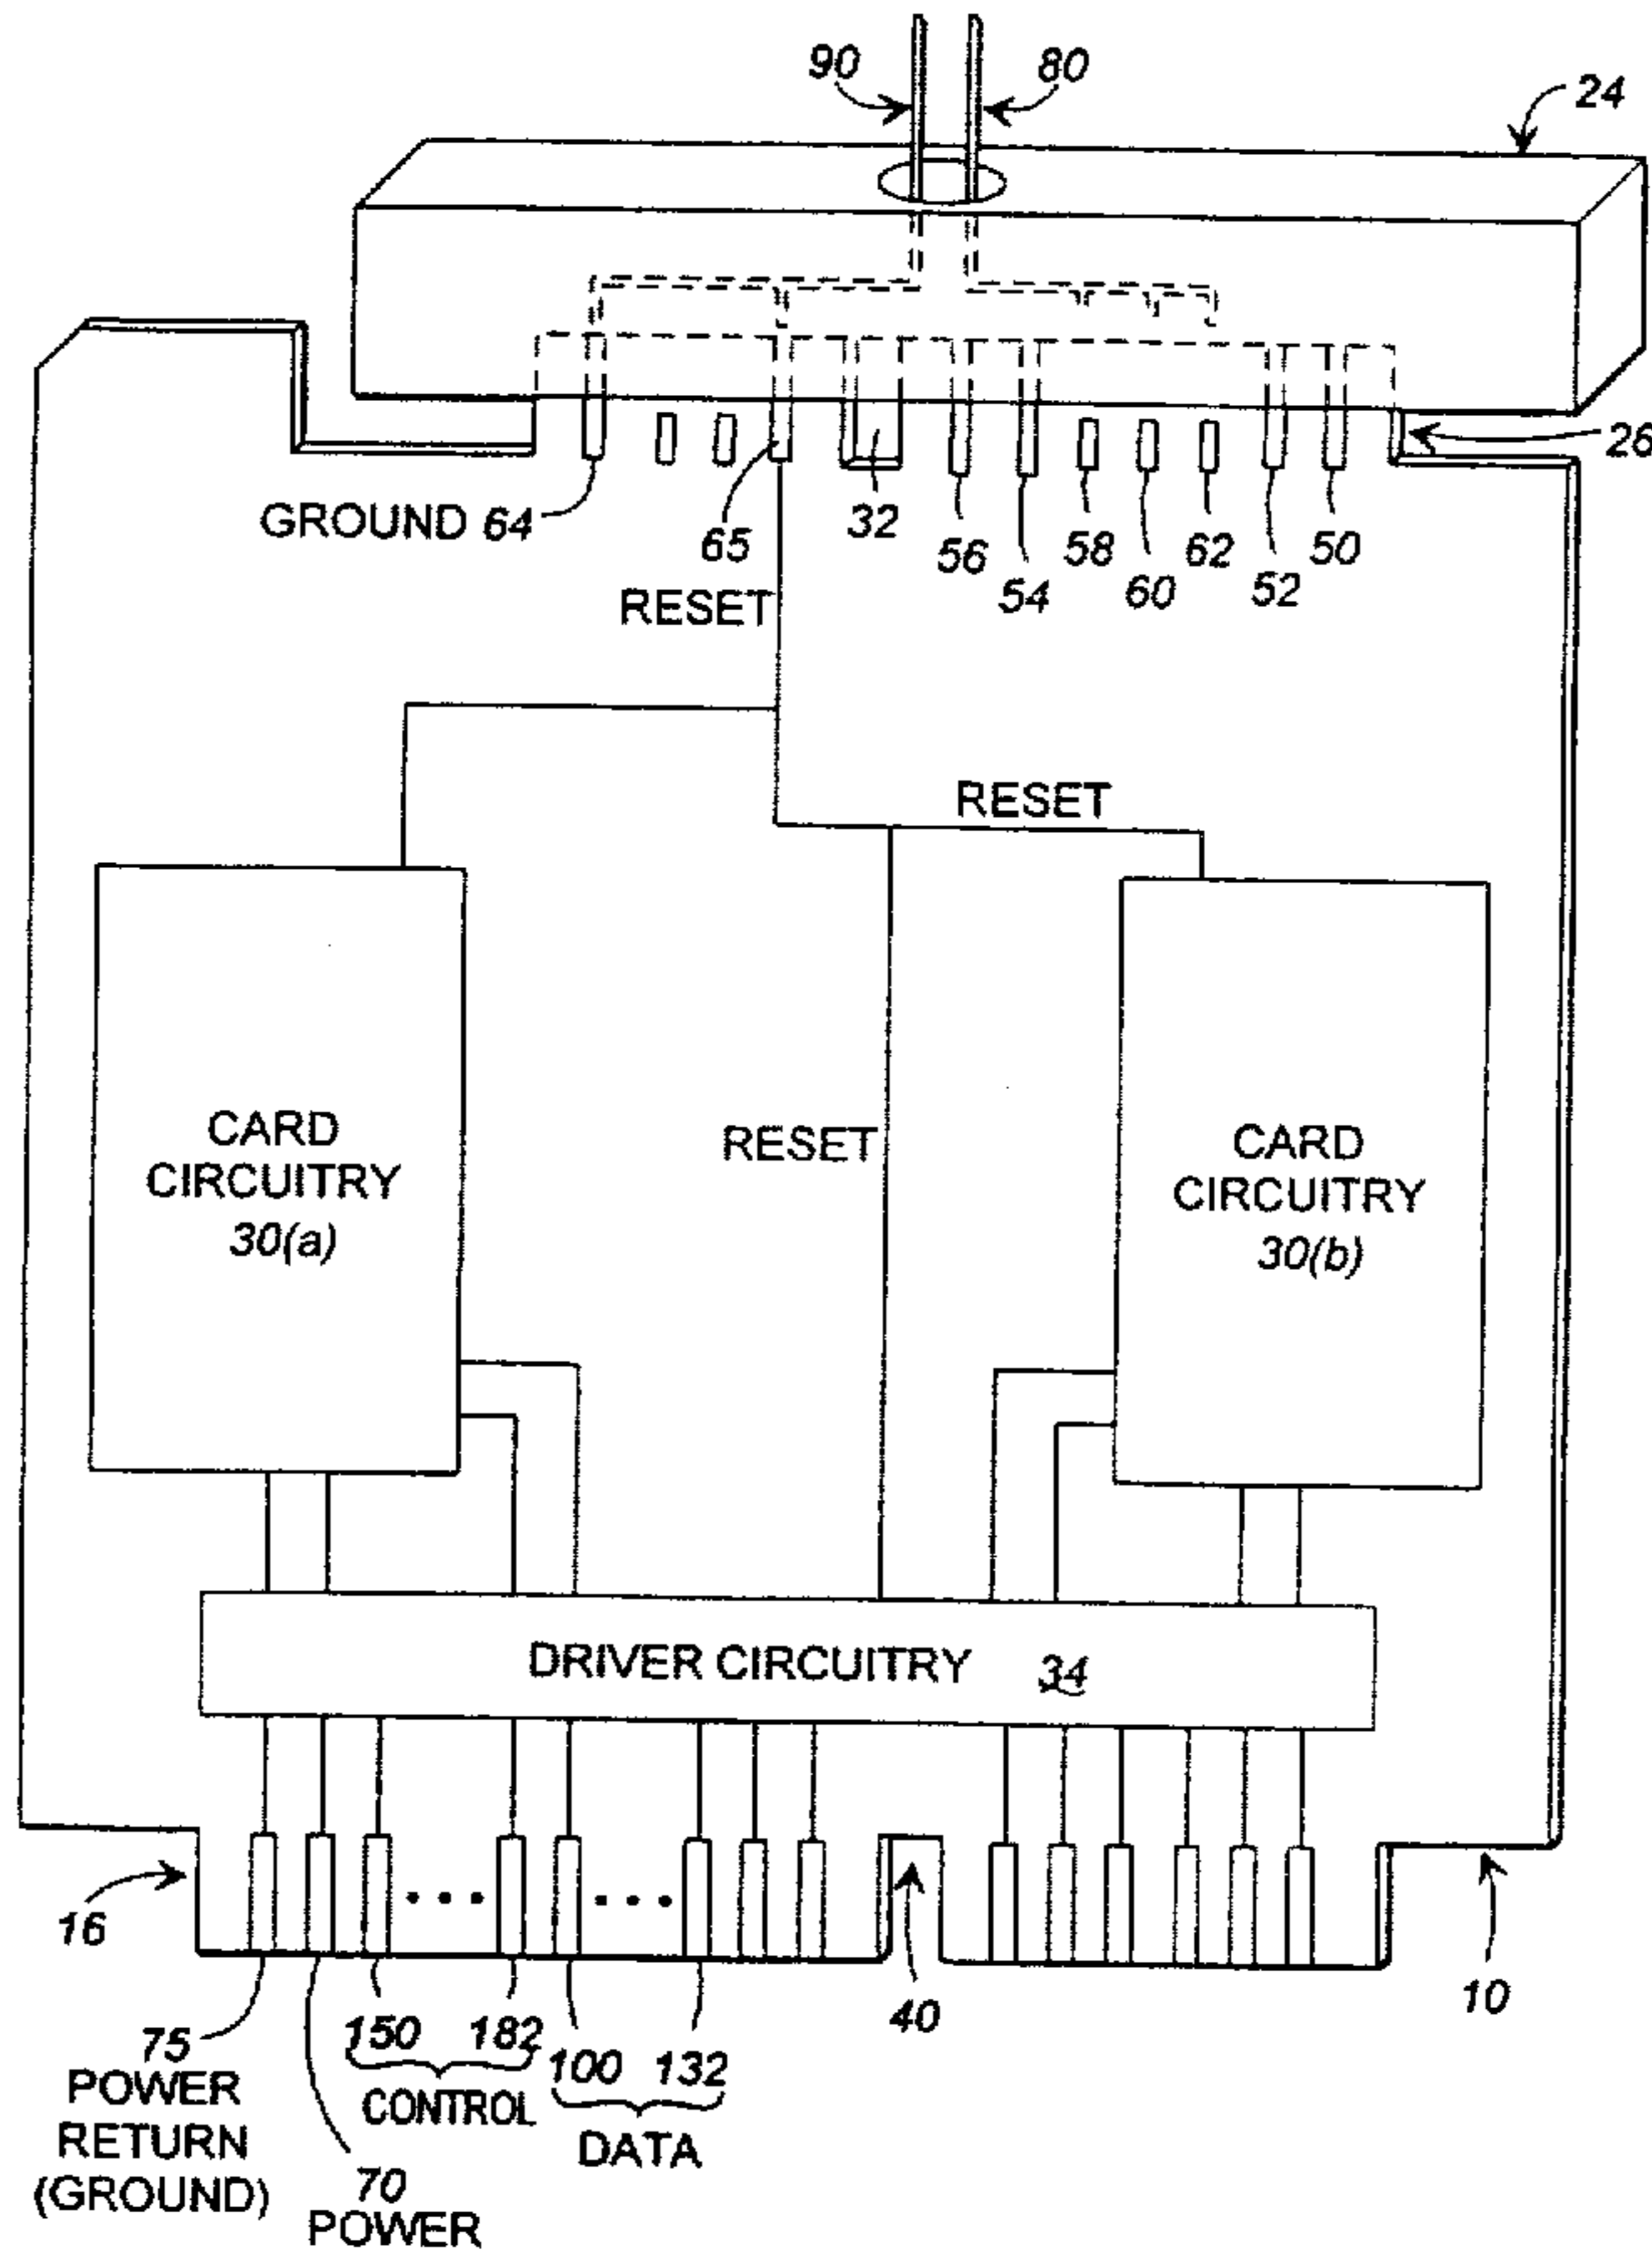 90
80
24
26
GROUND 64
65
32
56
54
58
60
62
52
50
RESET
RESET
CARD
CIRCUITRY
30(a)
RESET
CARD
CIRCUITRY
30(b)
DRIVER CIRCUITRY 34
16
40
10
75
POWER
RETURN
(GROUND)
70
POWER
150 182
CONTROL
100 132
DATA